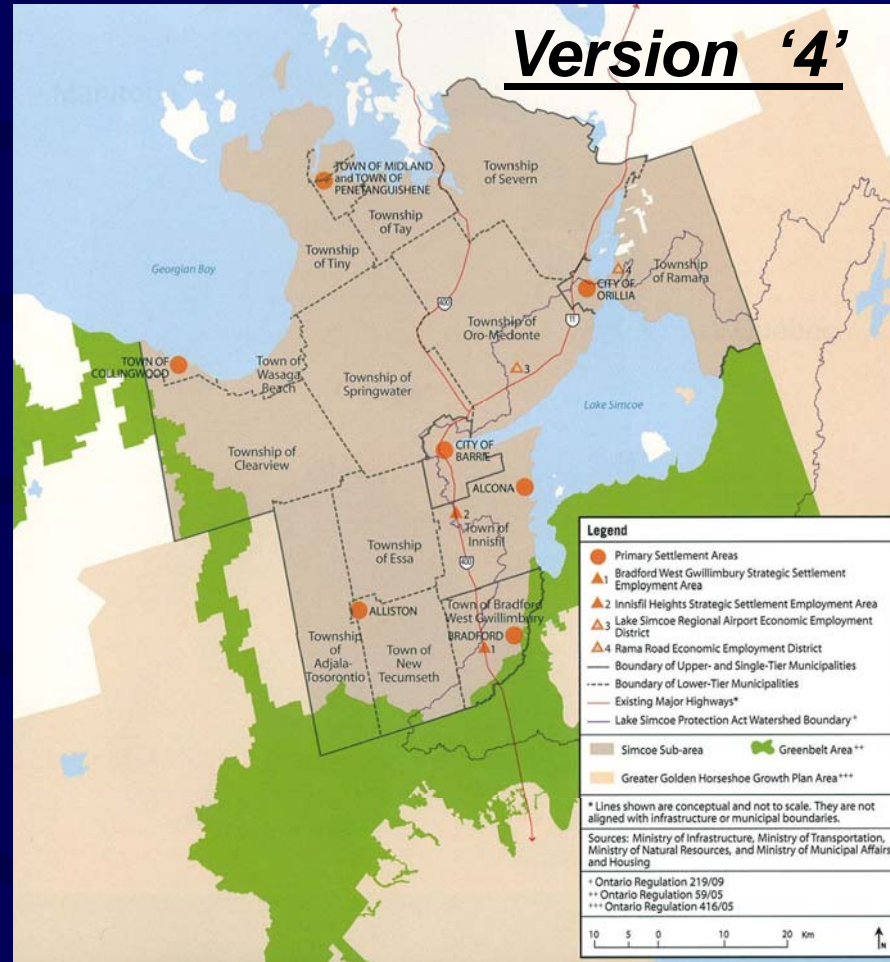 Version '4'
Manitoba
TOWN OF MIDLAND
and TOWN OF
PENETANGUISHENE
Township
of Severn
Township
of Tay
Township
of Tiny
Georgian Bay
Township
of Ramara
4
CITY OF
ORILLIA
400
11
Township of
Oro-Medonte
3
TOWN OF
COLLINGWOOD
Town of
Wasaga
Beach
Township of
Springwater
Lake Simcoe
Township of
Clearview
CITY OF
BARRIE
ALCONA
2
Town of
Innisfil
Township
of Essa
400
ALLISTON
Town of Bradford
West Gwillimbury
BRADFORD
1
Township
of
Adjala-
Tosorontio
Town of
New
Tecumseth
Legend
Primary Settlement Areas
1 Bradford West Gwillimbury Strategic Settlement
Employment Area
2 Innisfil Heights Strategic Settlement Employment Area
3 Lake Simcoe Regional Airport Economic Employment
District
4 Rama Road Economic Employment District
Boundary of Upper- and Single-Tier Municipalities
Boundary of Lower-Tier Municipalities
Existing Major Highways*
Lake Simcoe Protection Act Watershed Boundary +
Simcoe Sub-area
Greenbelt Area ++
Greater Golden Horseshoe Growth Plan Area +++
* Lines shown are conceptual and not to scale. They are not
aligned with infrastructure or municipal boundaries.
Sources: Ministry of Infrastructure, Ministry of Transportation,
Ministry of Natural Resources, and Ministry of Municipal Affairs
and Housing
+ Ontario Regulation 219/09
++ Ontario Regulation 59/05
+++ Ontario Regulation 416/05
10 5 0 10 20 Km
N